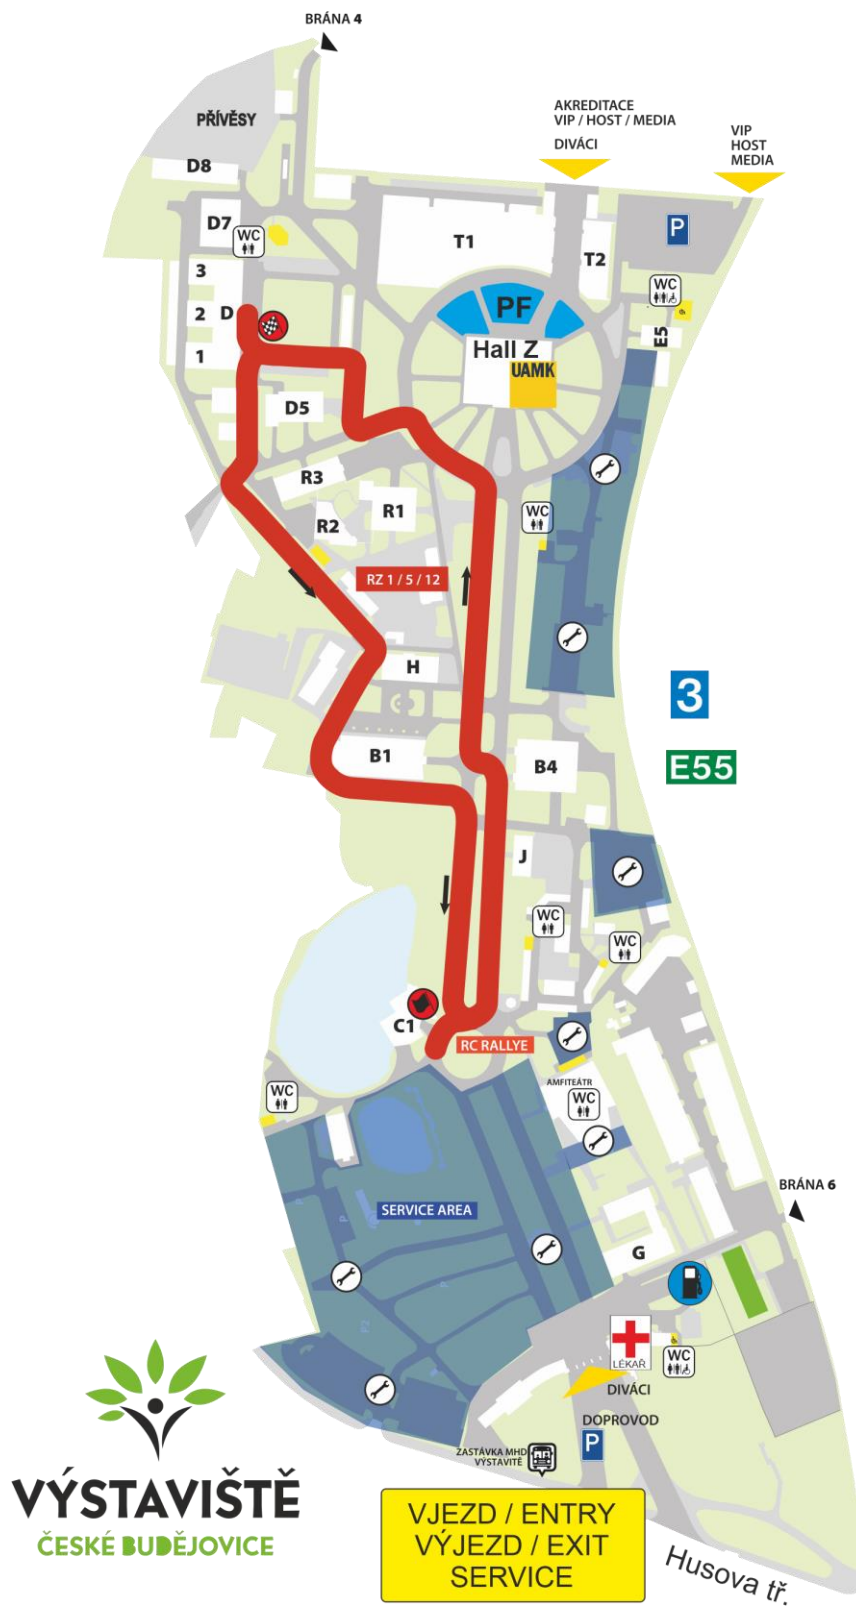 BRÁNA 4
AKREDITACE
VIP / HOST / MEDIA
DIVÁCI
VIP
HOST
MEDIA
PŘÍVĚSY
D8
D7
WC
T1
T2
P
WC
3
2
D
1
PF
Hall Z
UAMK
E5
D5
R3
R1
R2
WC
RZ 1 / 5 / 12
H
3
B1
B4
E55
J
WC
WC
C1
RC RALLYE
AMFITEÁTR
WC
WC
BRÁNA 6
SERVICE AREA
G
P
P
P
P2
LÉKAŘ
WC
DIVÁCI
DOPROVOD
P
ZASTÁVKA MHD
VÝSTAVITĚ
VÝSTAVIŠTĚ
ČESKÉ BUDĚJOVICE
VJEZD / ENTRY
VÝJEZD / EXIT
SERVICE
Husova tř.